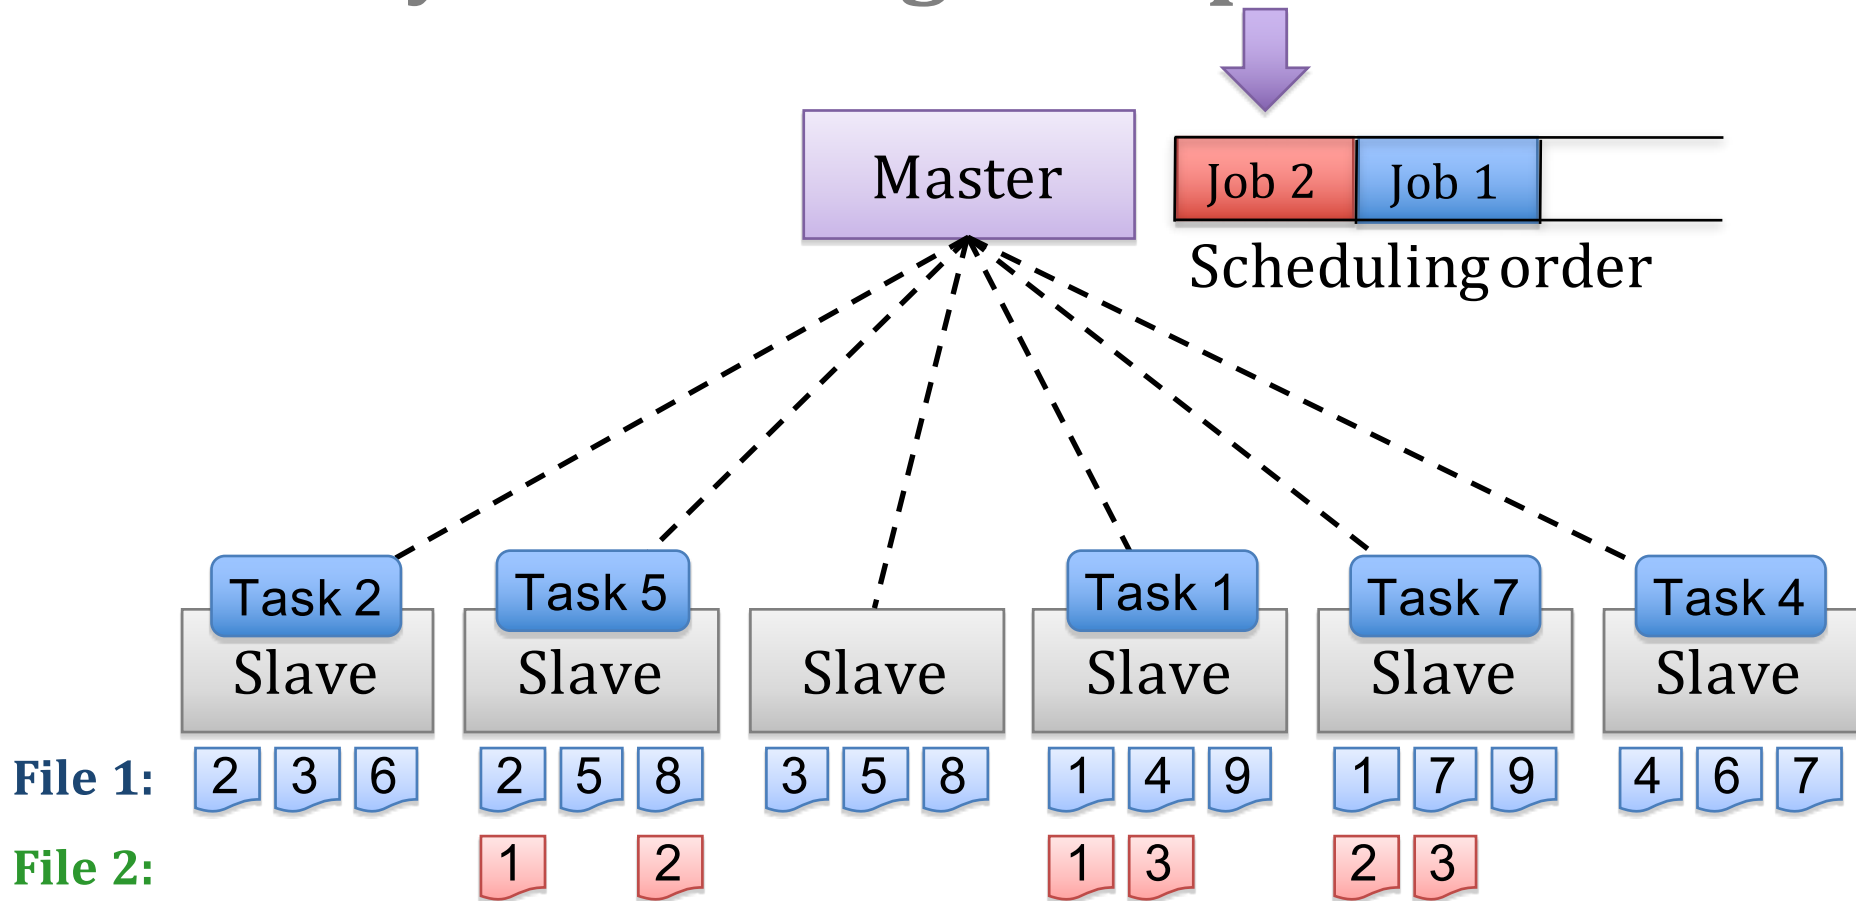 Master
Job 2 Job 1
Scheduling order
Task 2 Task 5 Task 1 Task 7 Task 4
Slave Slave Slave Slave Slave Slave
File 1: 2 3 6 2 5 8 3 5 8 1 4 9 1 7 9 4 6 7
File 2: 1 2 1 3 2 3